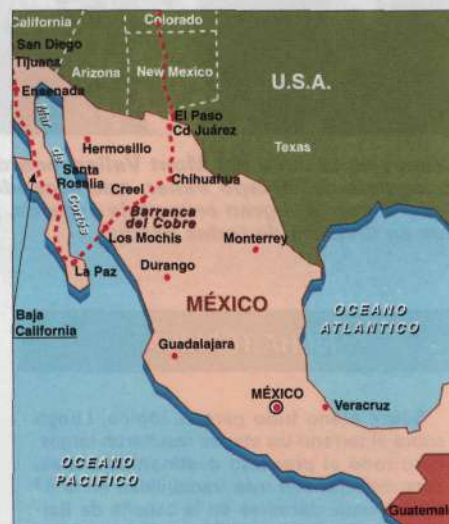 California
Colorado
San Diego
Tijuana
Arizona
New Mexico
U.S.A.
Ensenada
El Paso
Cd Juárez
Texas
Mar
de
Cortés
Hermosillo
Santa
Rosalia
Creel
Chihuahua
Barranca
del Cobre
Los Mochis
Monterrey
La Paz
Durango
MÉXICO
OCEANO
ATLANTICO
Baja
California
Guadalajara
MÉXICO
Veracruz
OCEANO
PACIFICO
Guatemal